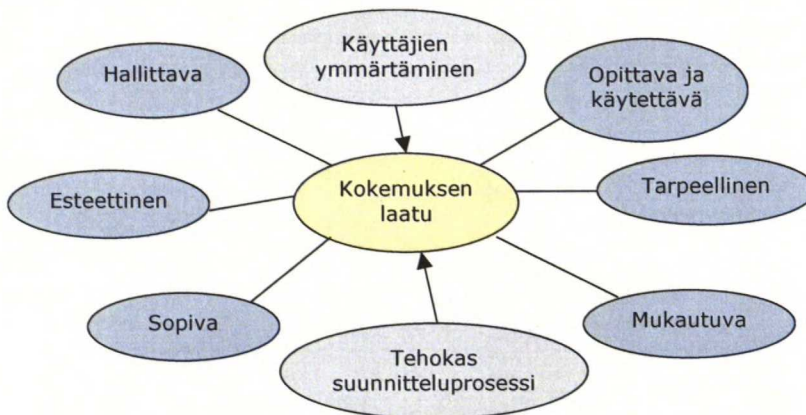 Käyttäjien
ymmärtäminen
Hallittava
Opittava ja
käytettävä
Esteettinen
Kokemuksen
laatu
Tarpeellinen
Sopiva
Mukautuva
Tehokas
suunnitteluprosessi